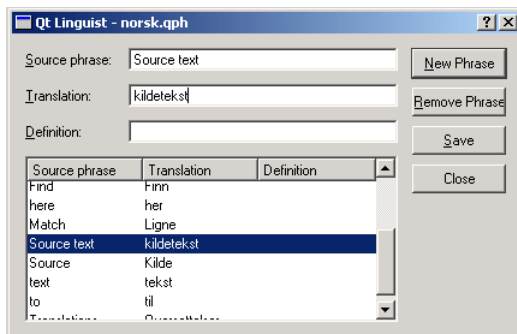 Qt Linguist - norsk.qph
Source phrase: Source text
New Phrase
Translation: kildetekst
Remove Phrase
Definition:
Save
Source phrase Translation Definition
Close
Find Finn
here her
Match Ligne
Source text kildetekst
Source Kilde
text tekst
to til
Translations